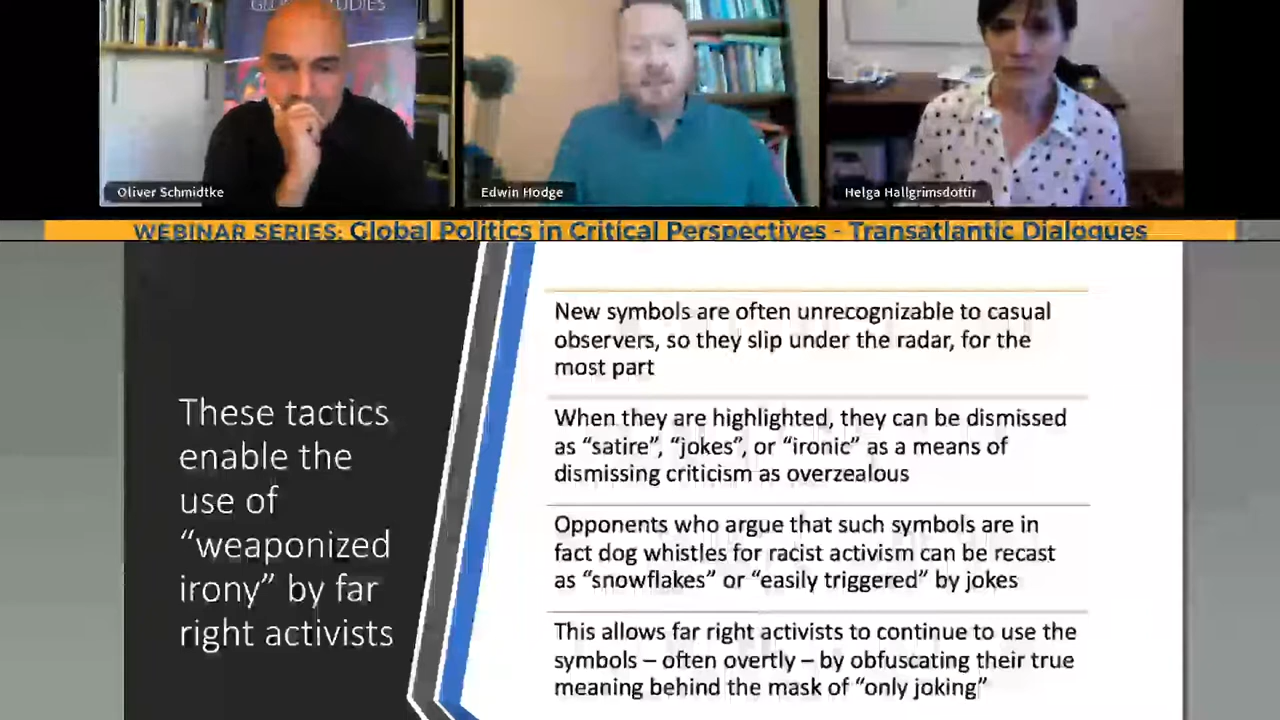 GLOBAL STUDIES
Oliver Schmidtke
Edwin Hodge
Helga Hallgrimsdottir
WEBINAR SERIES: Global Politics in Critical Perspectives - Transatlantic Dialogues
These tactics
enable the
use of
“weaponized
irony” by far
right activists
New symbols are often unrecognizable to casual
observers, so they slip under the radar, for the
most part
When they are highlighted, they can be dismissed
as “satire”, “jokes”, or “ironic” as a means of
dismissing criticism as overzealous
Opponents who argue that such symbols are in
fact dog whistles for racist activism can be recast
as “snowflakes” or “easily triggered” by jokes
This allows far right activists to continue to use the
symbols – often overtly – by obfuscating their true
meaning behind the mask of “only joking”